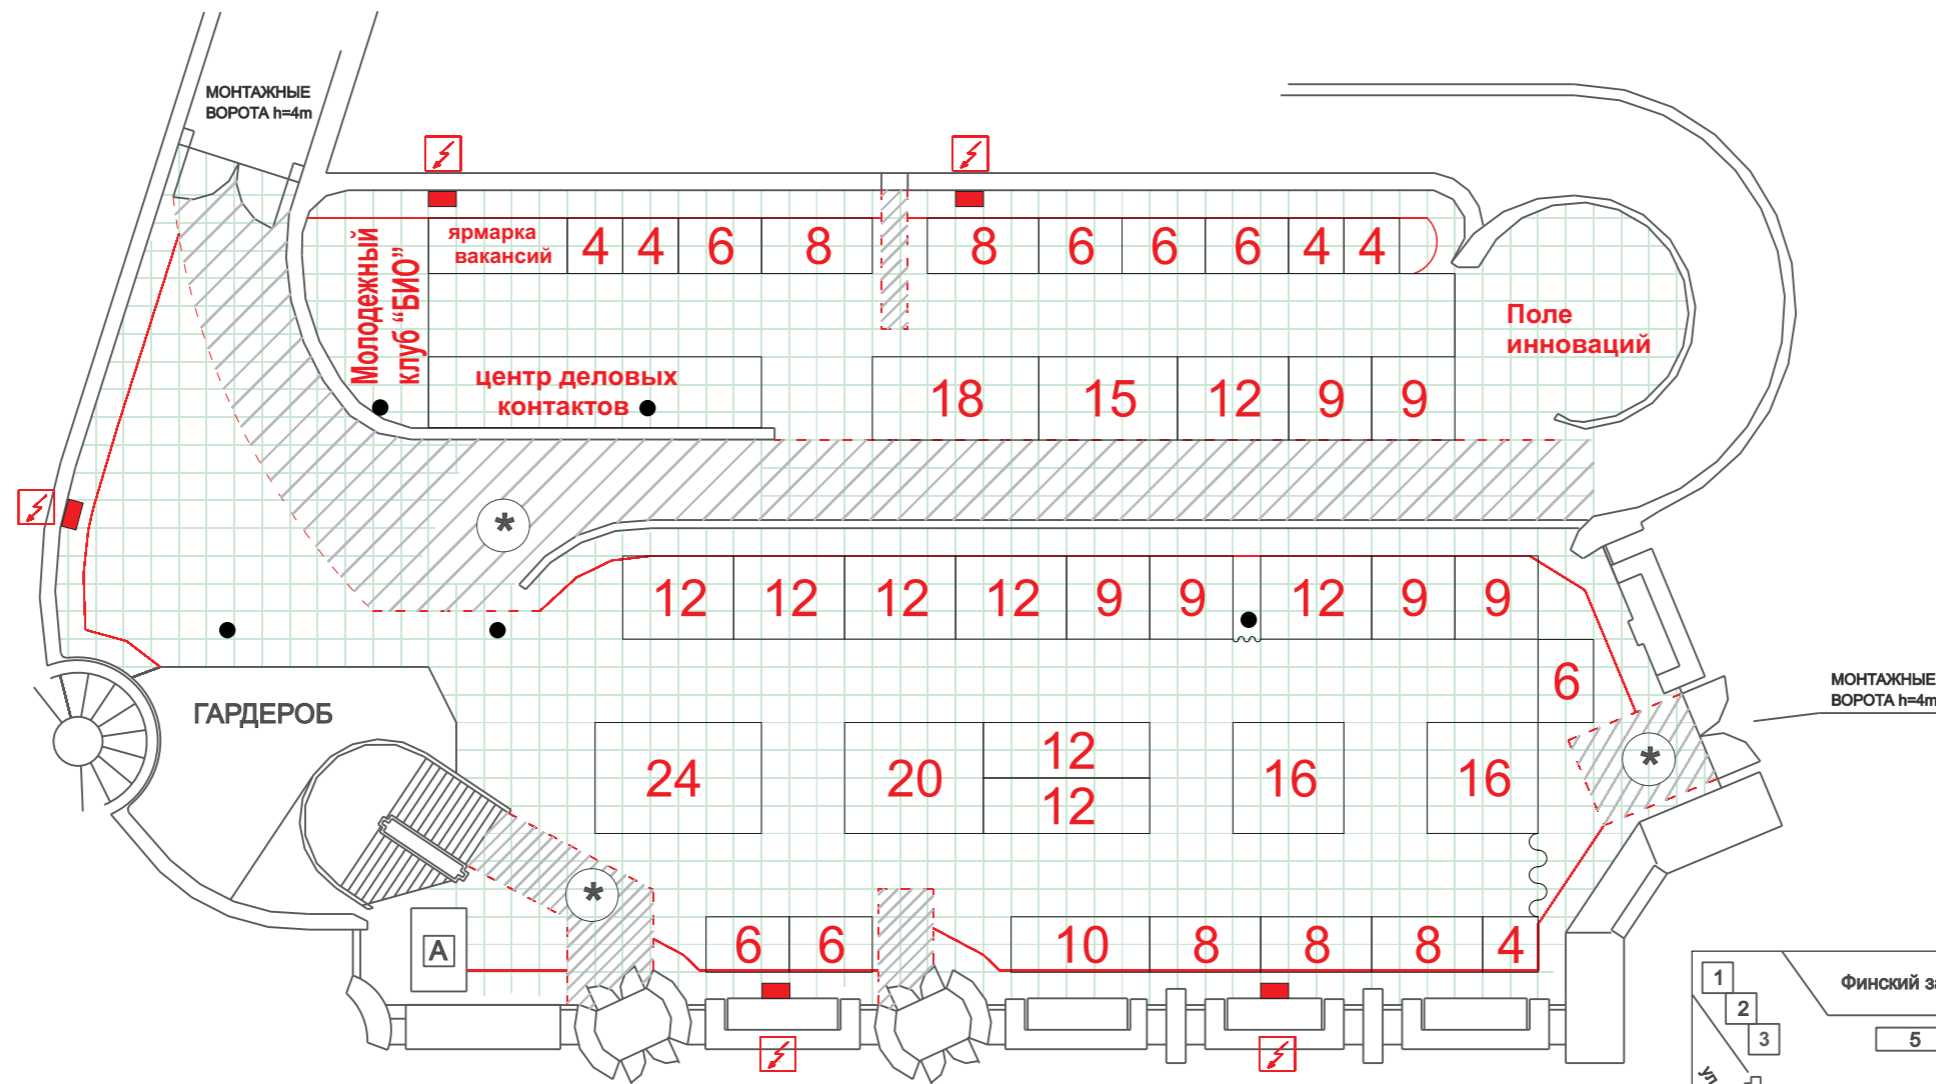 МОНТАЖНЫЕ
ВОРОТА h=4m
Молодежный
клуб “БИО”
ярмарка
вакансий
4 4 6 8
8 6 6 6 4 4
Поле
инноваций
центр деловых
контактов
18 15 12 9 9
*
12 12 12 12 9 9 12 9 9
6
МОНТАЖНЫЕ
ВОРОТА h=4m
ГАРДЕРОБ
24 20 12 16 16
12
*
*
A
6 6 10 8 8 8 4
1
2
3
Финский за
5
ул